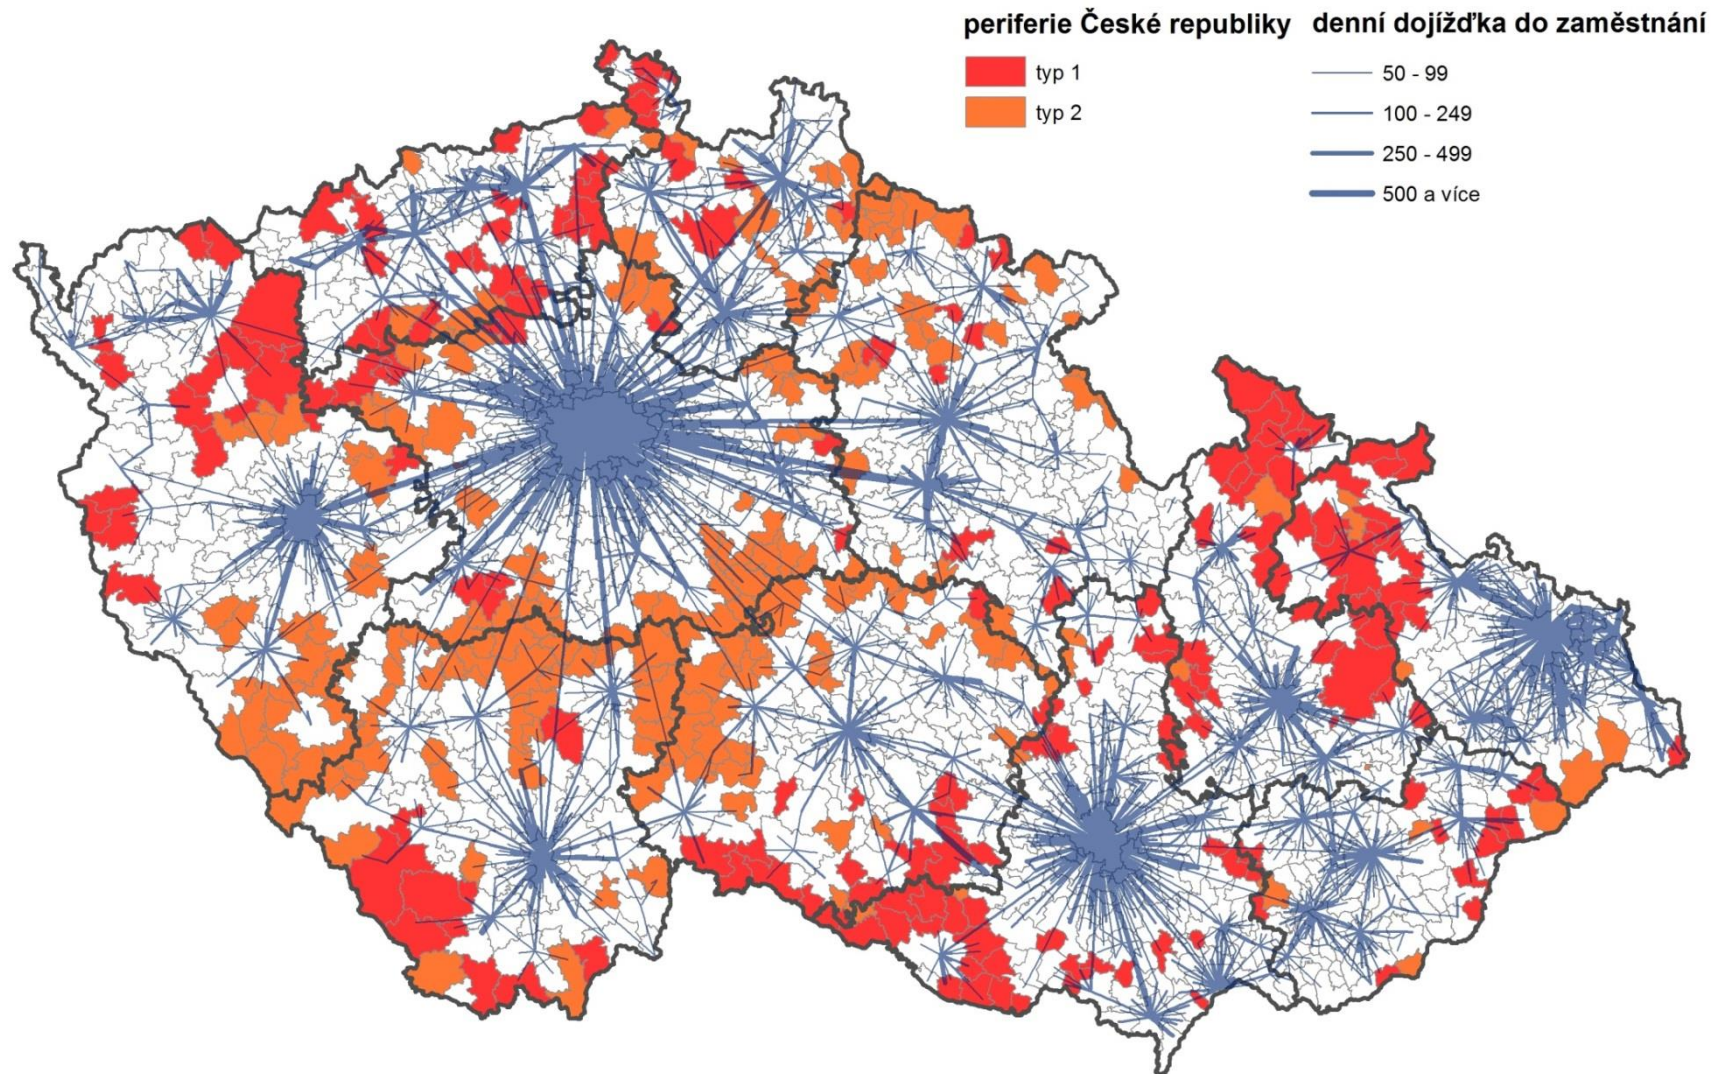 periferie České republiky
typ 1
typ 2
denní dojížďka do zaměstnání
50 - 99
100 - 249
250 - 499
500 a více